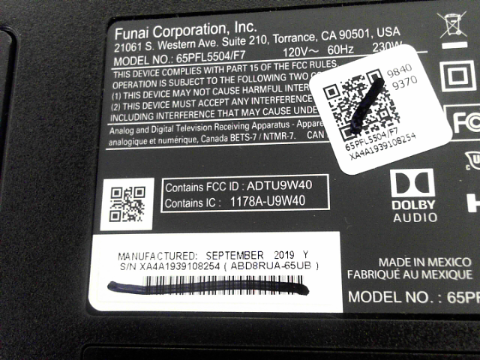 Funai Corporation, Inc.
21061 S. Western Ave. Suite 210, Torrance, CA 90501, USA
MODEL NO.: 65PFL5504/F7 120V～ 60Hz 230W
THIS DEVICE COMPLIES WITH PART 15 OF THE FCC RULES.
OPERATION IS SUBJECT TO THE FOLLOWING TWO
(1) THIS DEVICE MAY NOT CAUSE HARMFUL
(2) THIS DEVICE MUST ACCEPT ANY INTERFERENCE
INCLUDING INTERFERENCE THAT MAY CAUSE
Analog and Digital Television Receiving Apparatus -
analogique et numérique, Canada BETS-7 / NTMR-7. CAN
9840
9370
65PFL5504/F7
XA4A1939108254
Contains FCC ID : ADTU9W40
Contains IC : 1178A-U9W40
DOLBY
AUDIO
MANUFACTURED: SEPTEMBER 2019 Y
S/N XA4A1939108254 ( ABD8RUA-65UB )
MADE IN MEXICO
FABRIQUÉ AU MEXIQUE
MODEL NO. : 65P